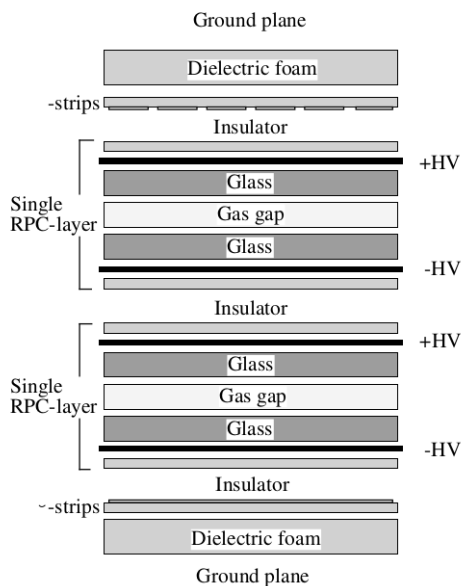 Ground plane
Dielectric foam
-strips
Insulator
+HV
Glass
Single
RPC-layer
Gas gap
Glass
-HV
Insulator
+HV
Glass
Single
RPC-layer
Gas gap
Glass
-HV
Insulator
-strips
Dielectric foam
Ground plane